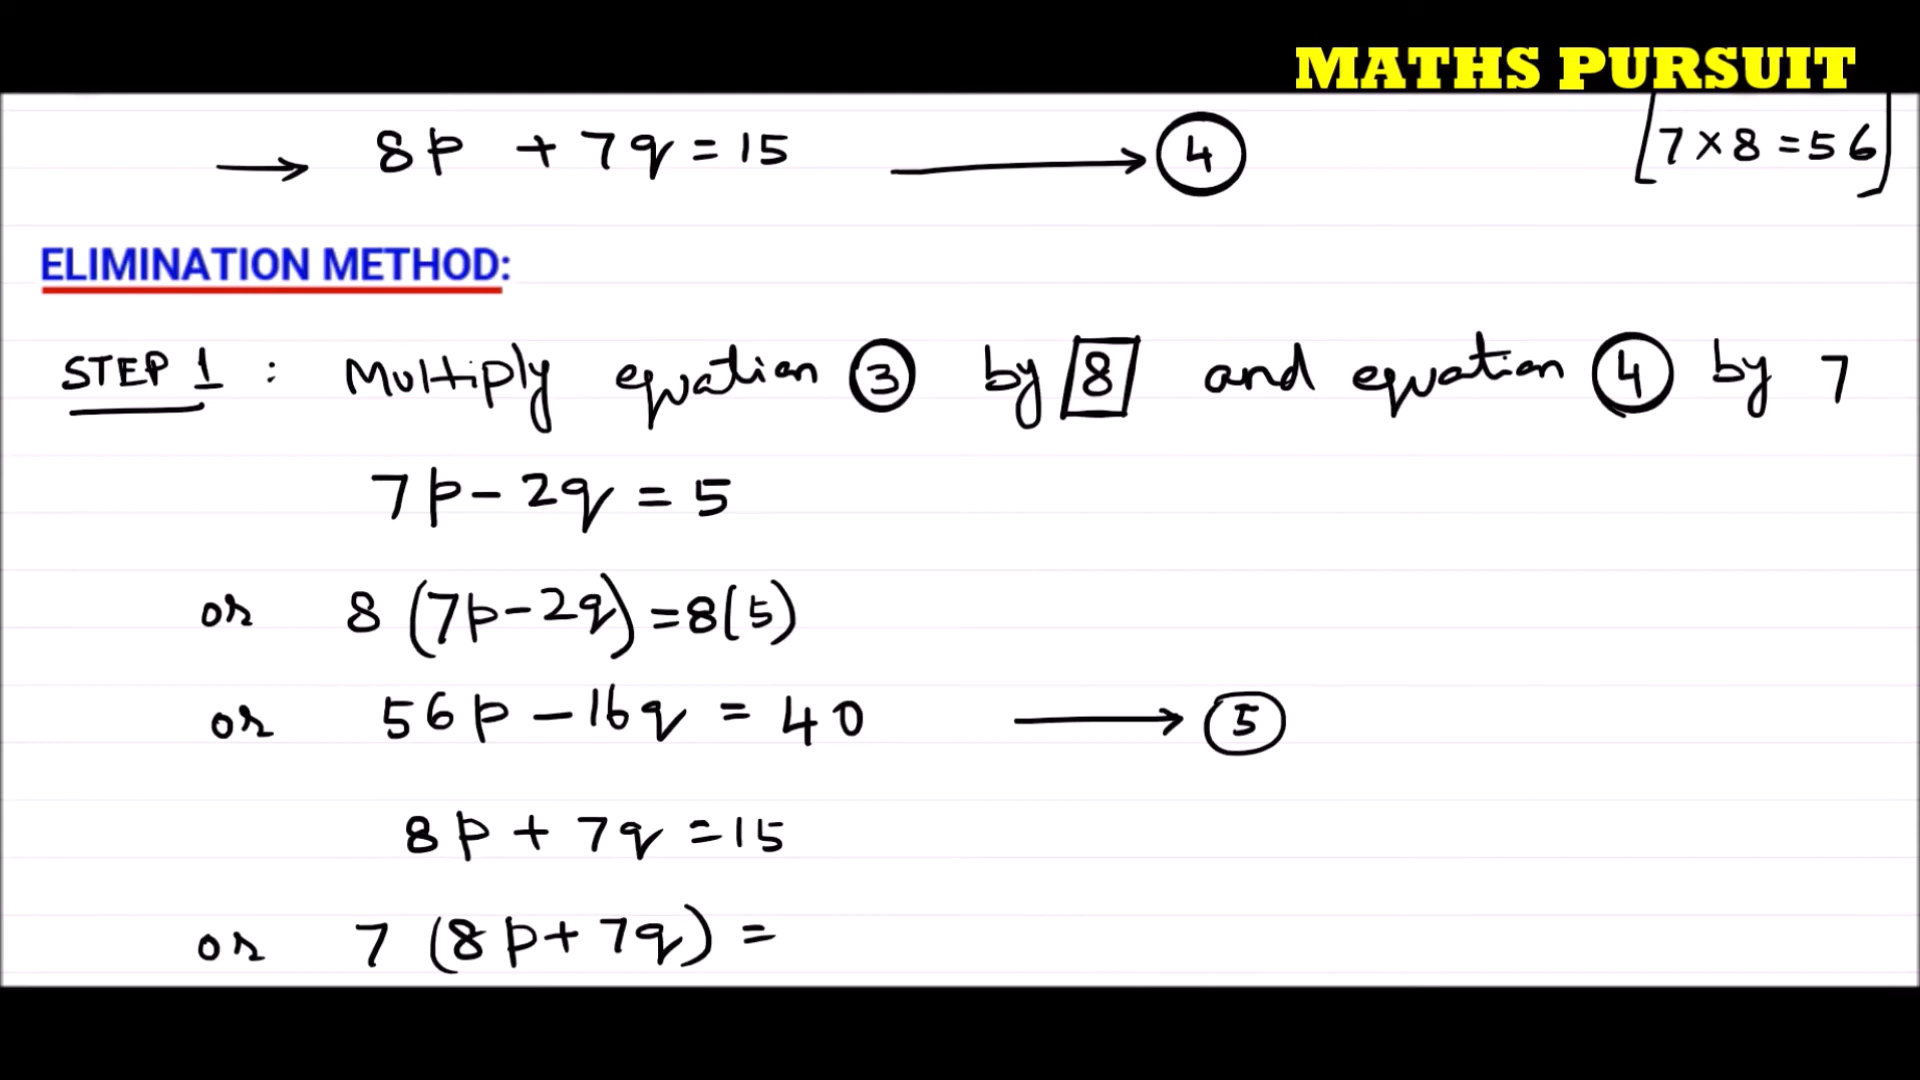 MATHS PURSUIT
→ 8p + 7q = 15 → 4 [7 × 8 = 56]
ELIMINATION METHOD:
STEP 1 : Multiply equation 3 by 8 and equation 4 by 7
7p - 2q = 5
or 8 (7p - 2q) = 8(5)
or 56p - 16q = 40 → 5
8p + 7q = 15
or 7 (8p + 7q) =